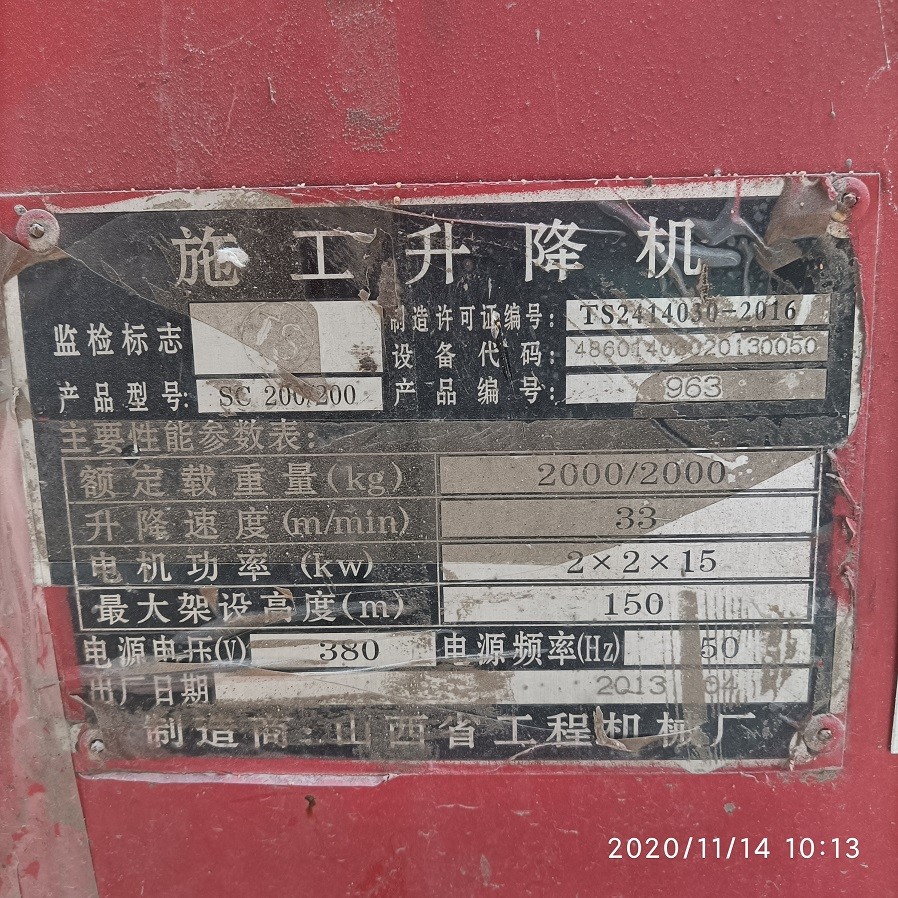 施工升降机
监检标志
制造许可证编号: TS2414030-2016
设备代码: 48601400020130050
产品型号: SC 200/200 产品编号: 963
主要性能参数表:
额定载重量(kg) 2000/2000
升降速度(m/min) 33
电机功率(kw) 2×2×15
最大架设高度(m) 150
电源电压(V) 380 电源频率(Hz) 50
出厂日期 2013 04
制造商:山西省工程机械厂
2020/11/14 10:13